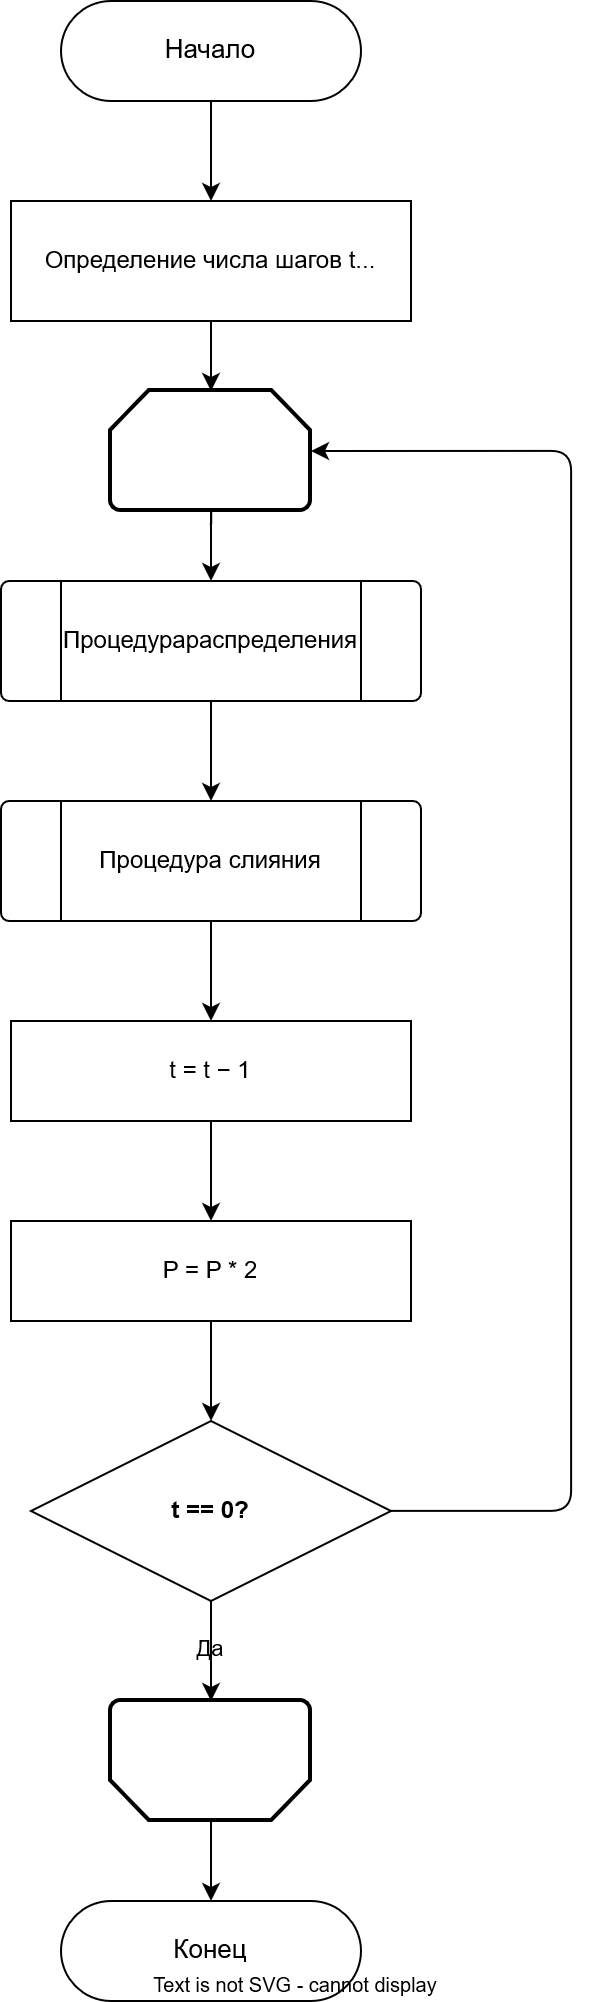 Начало
Определение числа шагов t...
Процедурараспределения
Процедура слияния
t = t − 1
P = P * 2
t == 0?
Да
Конец
Text is not SVG - cannot display